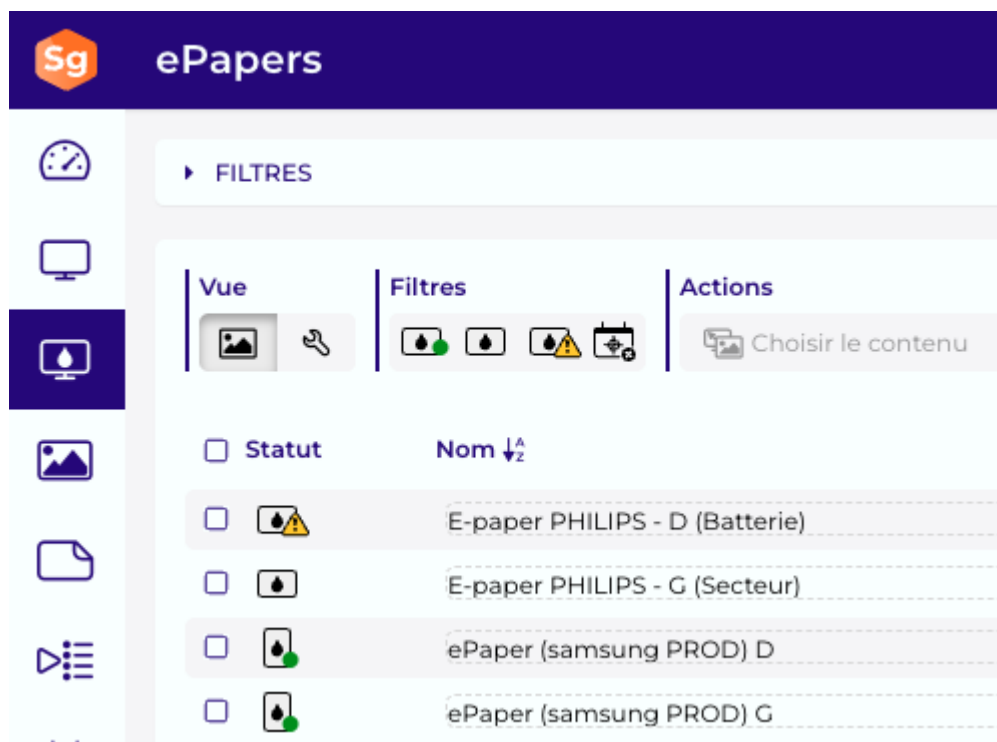 Sg
ePapers
FILTRES
Vue
Filtres
Actions
Choisir le contenu
Statut
Nom
A
Z
E-paper PHILIPS - D (Batterie)
E-paper PHILIPS - G (Secteur)
ePaper (samsung PROD) D
ePaper (samsung PROD) G